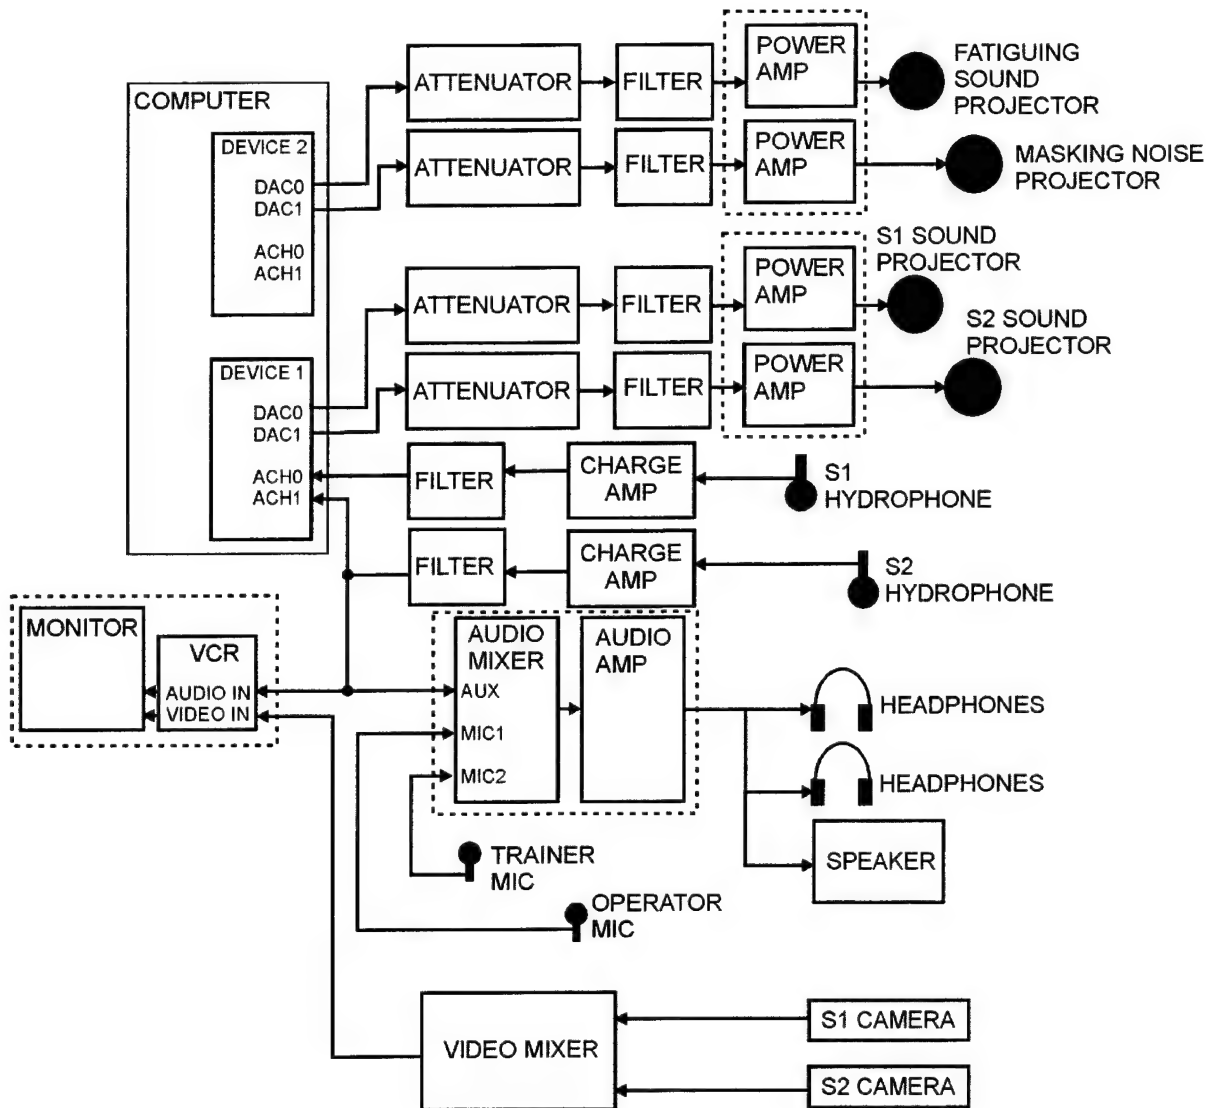 COMPUTER
DEVICE 2
DAC0
DAC1
ACH0
ACH1
DEVICE 1
DAC0
DAC1
ACH0
ACH1
ATTENUATOR
FILTER
POWER
AMP
FATIGUING
SOUND
PROJECTOR
ATTENUATOR
FILTER
POWER
AMP
MASKING NOISE
PROJECTOR
ATTENUATOR
FILTER
POWER
AMP
S1 SOUND
PROJECTOR
ATTENUATOR
FILTER
POWER
AMP
S2 SOUND
PROJECTOR
FILTER
CHARGE
AMP
S1
HYDROPHONE
FILTER
CHARGE
AMP
S2
HYDROPHONE
MONITOR
VCR
AUDIO IN
VIDEO IN
AUDIO
MIXER
AUX
MIC1
MIC2
AUDIO
AMP
HEADPHONES
HEADPHONES
SPEAKER
TRAINER
MIC
OPERATOR
MIC
VIDEO MIXER
S1 CAMERA
S2 CAMERA